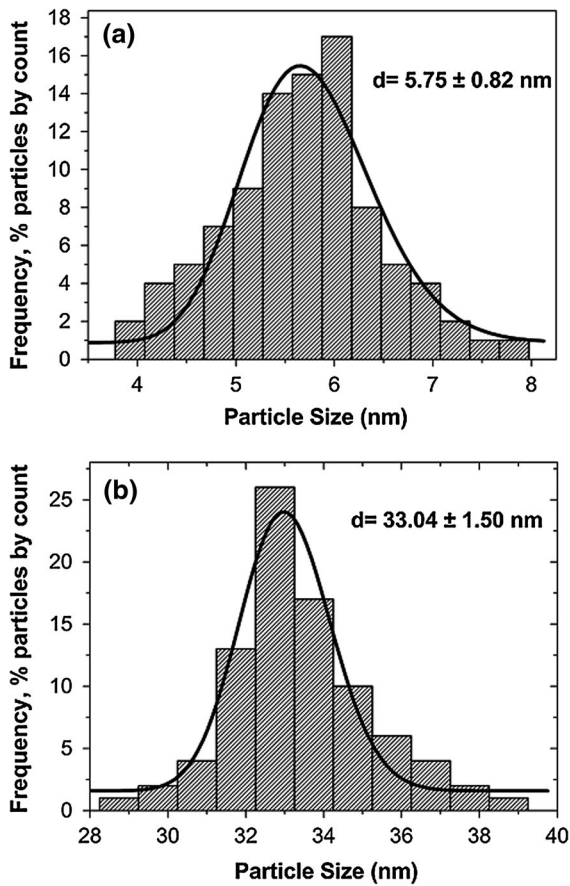 (a)
d= 5.75 ± 0.82 nm
Frequency, % particles by count
18
16
14
12
10
8
6
4
2
0
4 5 6 7 8
Particle Size (nm)
(b)
d= 33.04 ± 1.50 nm
Frequency, % particles by count
25
20
15
10
5
0
28 30 32 34 36 38 40
Particle Size (nm)